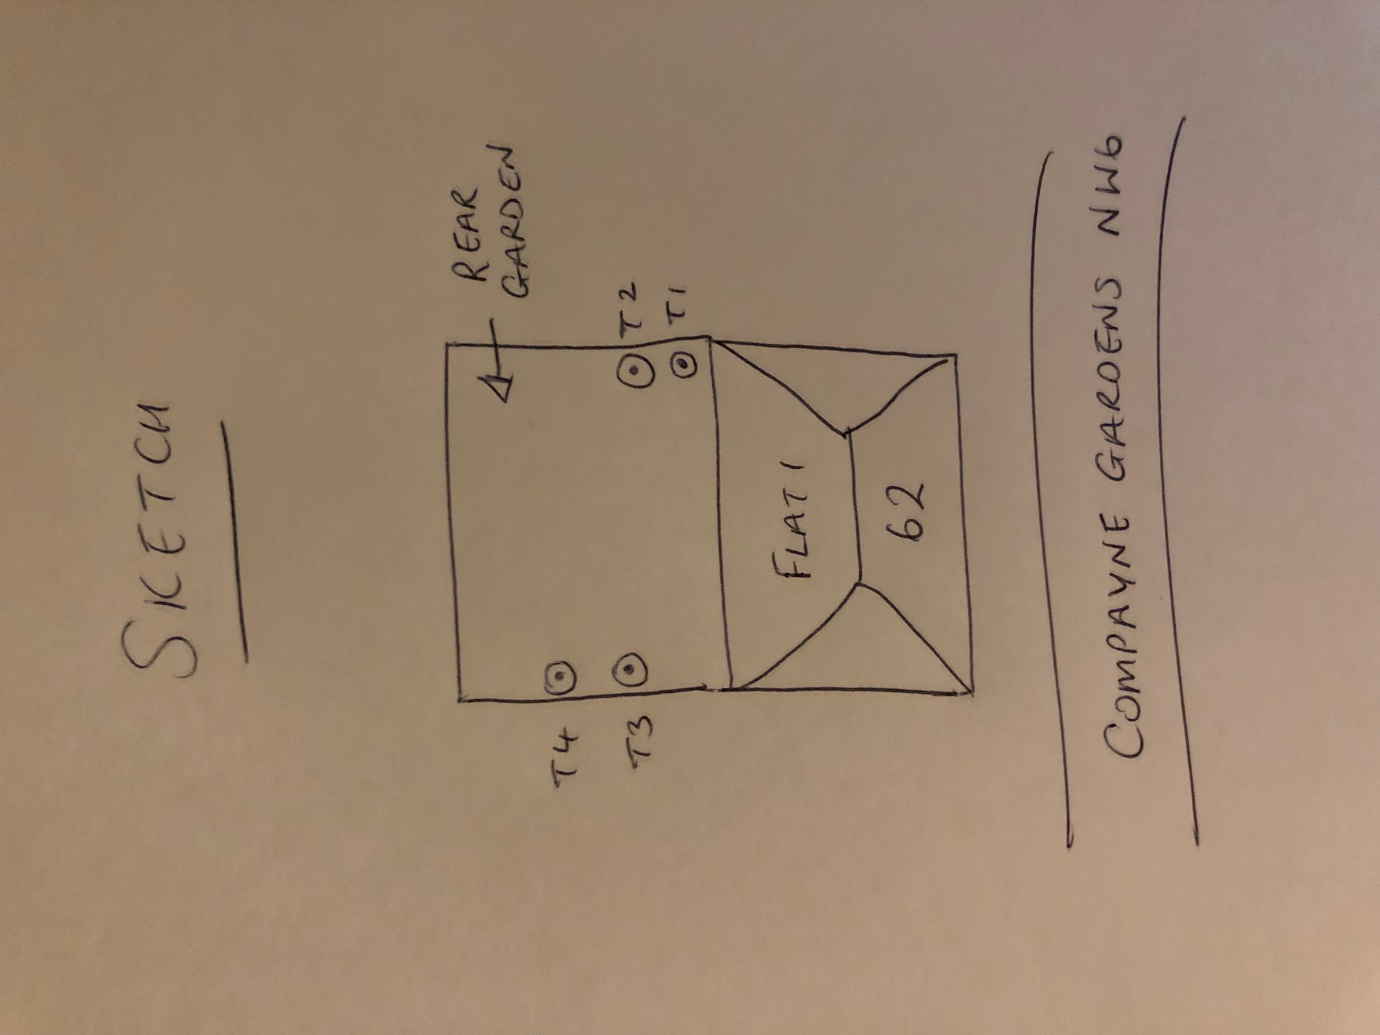 SKETCH
REAR
GARDEN
T4
T3
T2
T1
FLAT 1
62
COMPAYNE GARDENS NW6